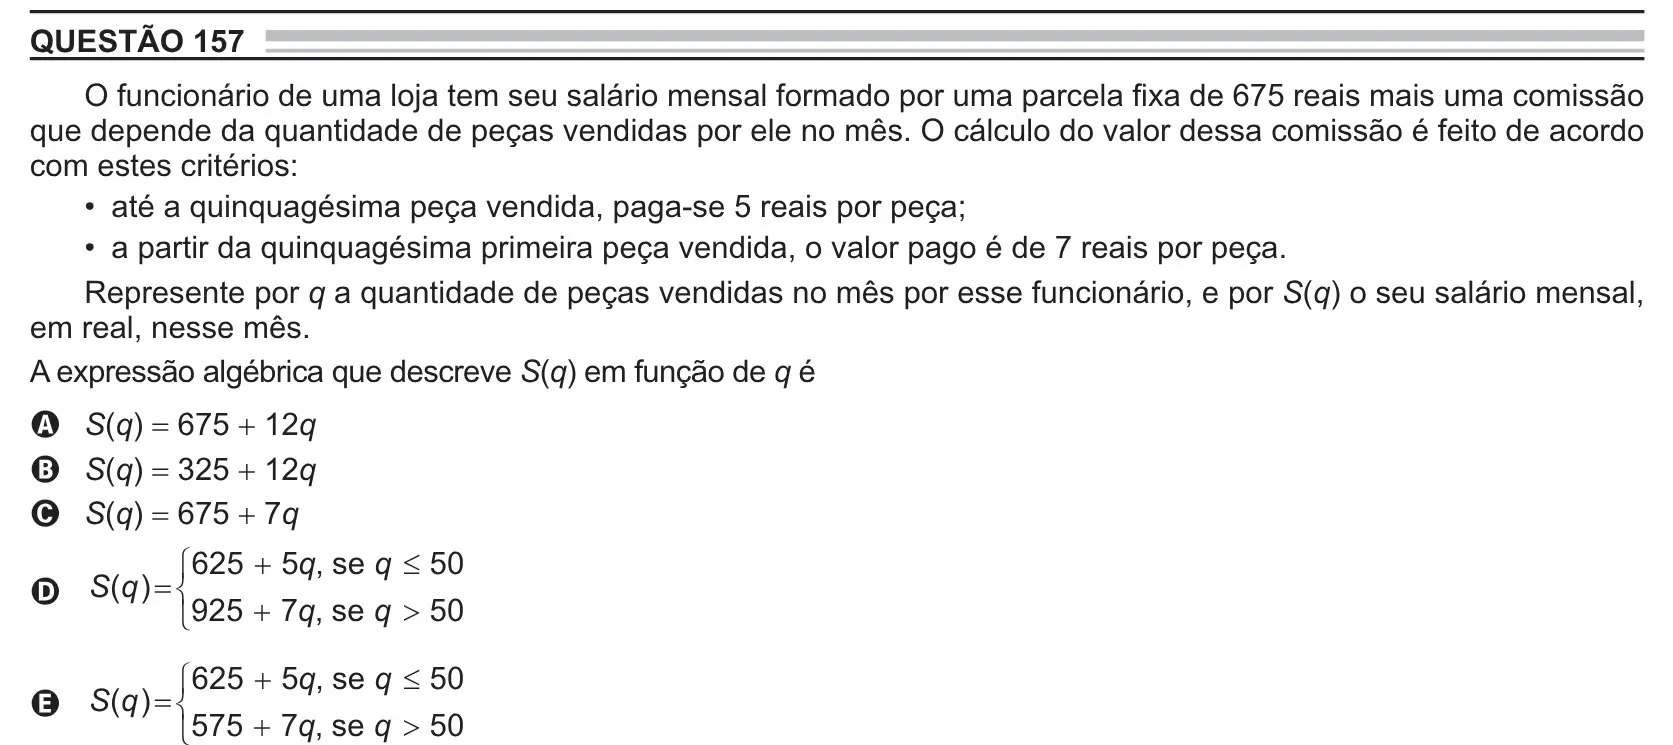 QUESTÃO 157
O funcionário de uma loja tem seu salário mensal formado por uma parcela fixa de 675 reais mais uma comissão
que depende da quantidade de peças vendidas por ele no mês. O cálculo do valor dessa comissão é feito de acordo
com estes critérios:
• até a quinquagésima peça vendida, paga-se 5 reais por peça;
• a partir da quinquagésima primeira peça vendida, o valor pago é de 7 reais por peça.
Represente por q a quantidade de peças vendidas no mês por esse funcionário, e por S(q) o seu salário mensal,
em real, nesse mês.
A expressão algébrica que descreve S(q) em função de q é
A S(q) = 675 + 12q
B S(q) = 325 + 12q
C S(q) = 675 + 7q
625 + 5q, se q ≤ 50
D S(q)=
925 + 7q, se q > 50
625 + 5q, se q ≤ 50
E S(q)=
575 + 7q, se q > 50